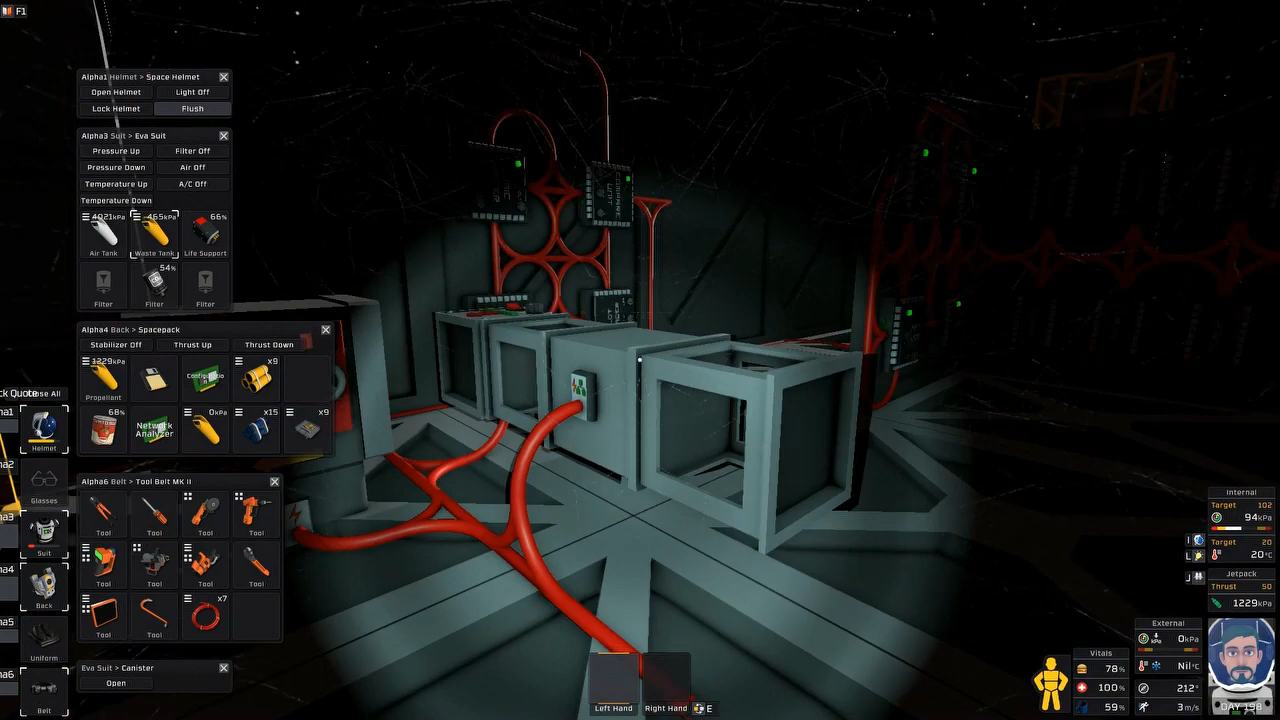 F1
Alpha1 Helmet > Space Helmet
Open Helmet
Light Off
Lock Helmet
Flush
Alpha3 Suit > Eva Suit
Pressure Up
Filter Off
Pressure Down
Air Off
Temperature Up
A/C Off
Temperature Down
4021kPa
465kPa
66%
Air Tank
Waste Tank
Life Support
54%
Filter
Filter
Filter
Alpha4 Back > Spacepack
Stabilizer Off
Thrust Up
Thrust Down
1229kPa
x9
Propellant
68%
Network
Analyzer
0kPa
x15
x9
Alpha6 Belt > Tool Belt MK II
Tool
Tool
Tool
Tool
Tool
Tool
Tool
Tool
Tool
Tool
x7
Eva Suit > Canister
Open
Helmet
Glasses
Suit
Back
Uniform
Belt
Left Hand
Right Hand
E
Internal
Target 102
94kPa
Target 20
20°C
Jetpack
Thrust 50
1229kPa
External
0kPa
Nil°C
212°
3m/s
Vitals
78%
100%
59%
DAY 198